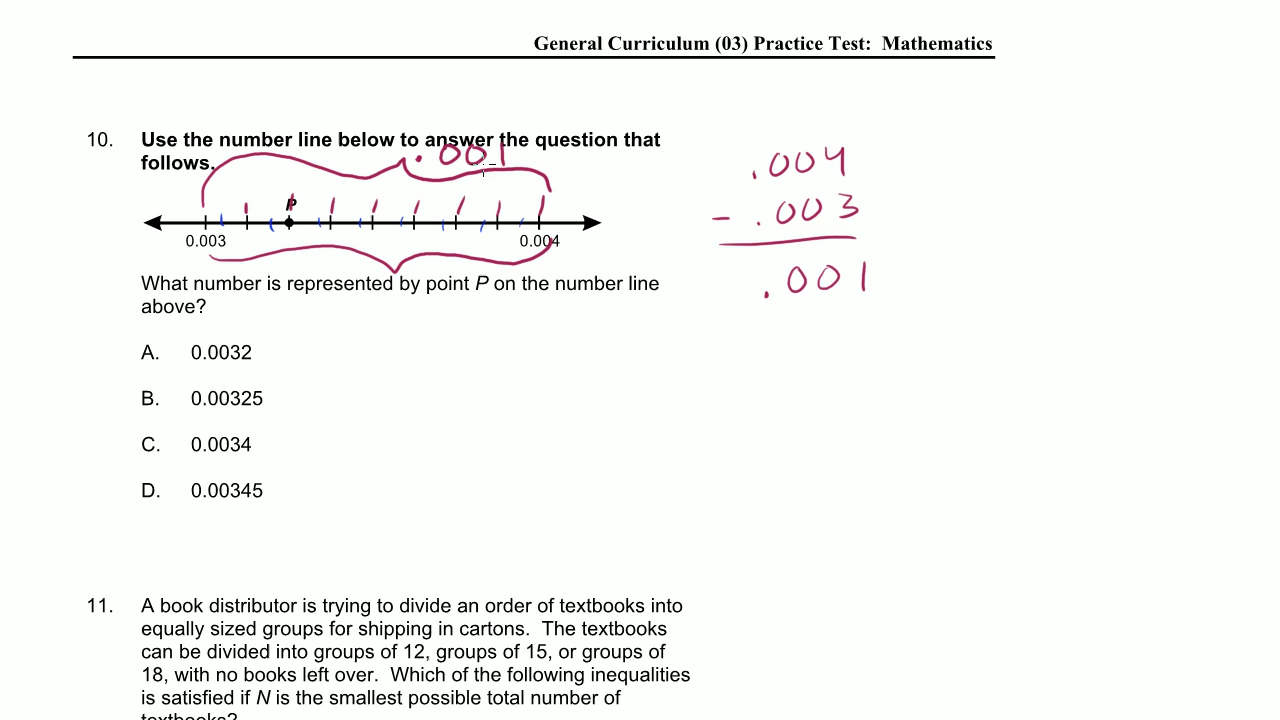 General Curriculum (03) Practice Test: Mathematics
10. Use the number line below to answer the question that
follows.
.001
P
0.003 0.004
.004
- .003
.001
What number is represented by point P on the number line
above?
A. 0.0032
B. 0.00325
C. 0.0034
D. 0.00345
11. A book distributor is trying to divide an order of textbooks into
equally sized groups for shipping in cartons. The textbooks
can be divided into groups of 12, groups of 15, or groups of
18, with no books left over. Which of the following inequalities
is satisfied if N is the smallest possible total number of
textbooks?